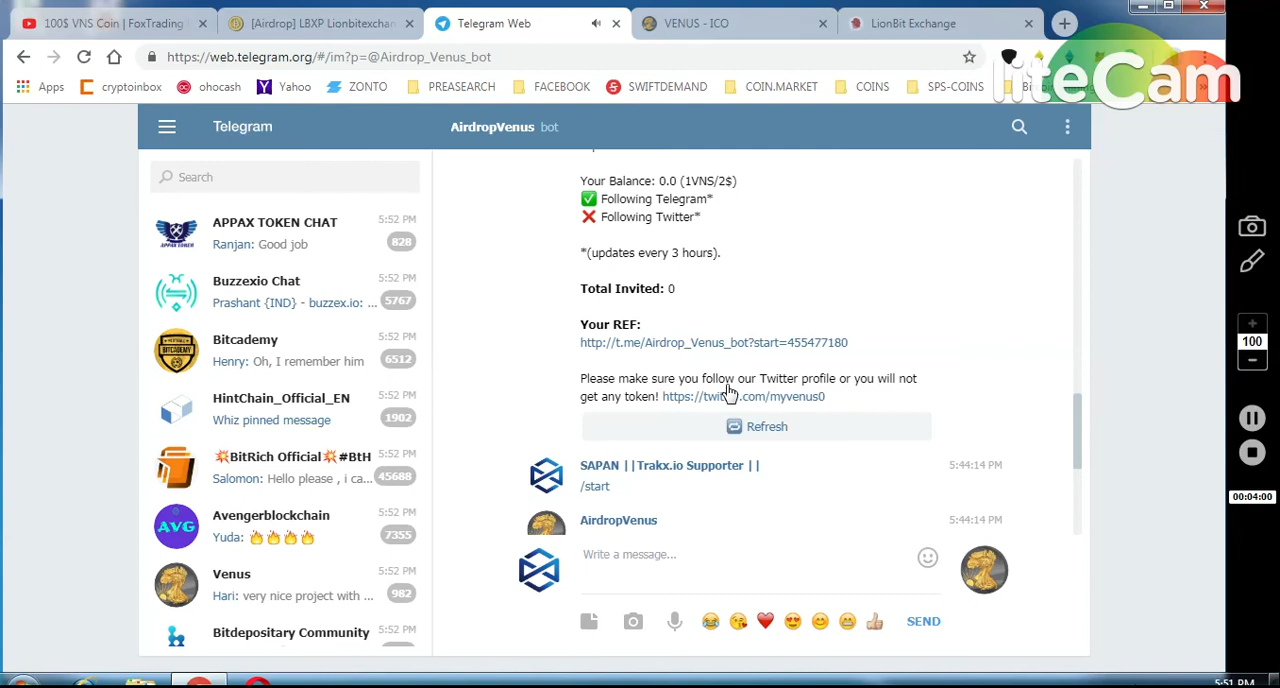 100$ VNS Coin | FoxTrading
[Airdrop] LBXP Lionbitexchan
Telegram Web
VENUS - ICO
LionBit Exchange
https://web.telegram.org/#/im?p=@Airdrop_Venus_bot
liteCam
Apps
cryptoinbox
ohocash
Yahoo
ZONTO
PREASEARCH
FACEBOOK
SWIFTDEMAND
COIN.MARKET
COINS
SPS-COINS
Telegram
AirdropVenus bot
Search
APPAX TOKEN CHAT 5:52 PM
Ranjan: Good job 828
Buzzexio Chat 5:52 PM
Prashant {IND} - buzzex.io: ... 5767
Bitcademy 5:52 PM
Henry: Oh, I remember him 6512
HintChain_Official_EN 5:52 PM
Whiz pinned message 1902
💥BitRich Official💥#BtH 5:52 PM
Salomon: Hello please , i ca... 45688
Avengerblockchain 5:52 PM
AVG
Yuda: 🔥🔥🔥🔥 7355
Venus 5:52 PM
Hari: very nice project with ... 982
Bitdepositary Community 5:52 PM
Your Balance: 0.0 (1VNS/2$)
✅ Following Telegram*
❌ Following Twitter*
*(updates every 3 hours).
Total Invited: 0
Your REF:
http://t.me/Airdrop_Venus_bot?start=455477180
Please make sure you follow our Twitter profile or you will not
get any token! https://twitter.com/myvenus0
Refresh
SAPAN ||Trakx.io Supporter || 5:44:14 PM
/start
AirdropVenus 5:44:14 PM
Write a message...
SEND
100
00:04:00
5:51 PM